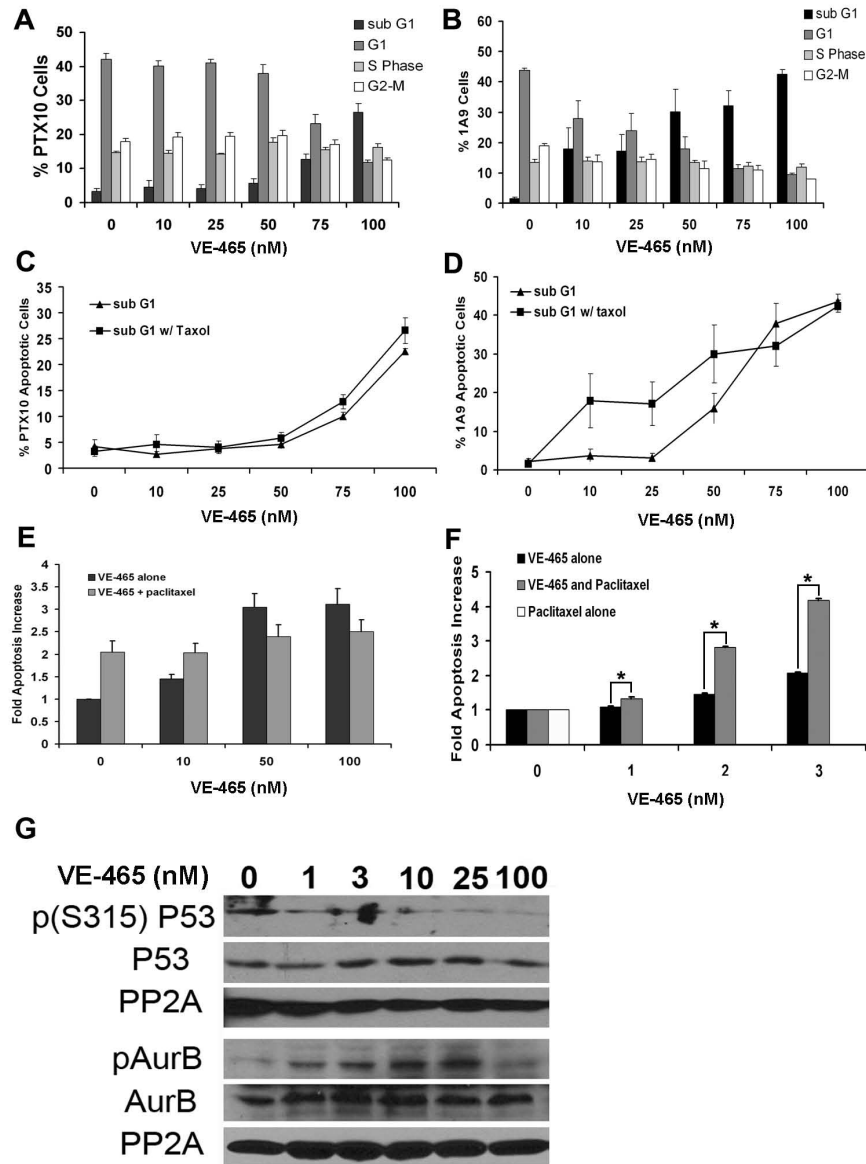 A
% PTX10 Cells
50
40
30
20
10
0
sub G1
G1
S Phase
G2-M
0 10 25 50 75 100
VE-465 (nM)
B
% 1A9 Cells
60
50
40
30
20
10
0
sub G1
G1
S Phase
G2-M
0 10 25 50 75 100
VE-465 (nM)
C
% PTX10 Apoptotic Cells
35
30
25
20
15
10
5
0
sub G1
sub G1 w/ Taxol
0 10 25 50 75 100
VE-465 (nM)
D
% 1A9 Apoptotic Cells
50
40
30
20
10
0
sub G1
sub G1 w/ taxol
0 10 25 50 75 100
VE-465 (nM)
E
Fold Apoptosis Increase
4
3.5
3
2.5
2
1.5
1
0.5
0
VE-465 alone
VE-465 + paclitaxel
0 10 50 100
VE-465 (nM)
F
Fold Apoptosis Increase
5
4
3
2
1
0
VE-465 alone
VE-465 and Paclitaxel
Paclitaxel alone
* * *
0 1 2 3
VE-465 (nM)
G
VE-465 (nM) 0 1 3 10 25 100
p(S315) P53
P53
PP2A
pAurB
AurB
PP2A